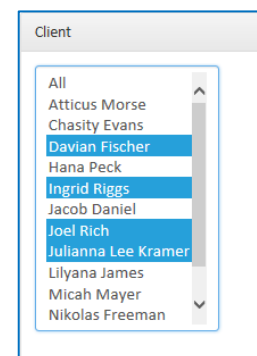 Client
All
Atticus Morse
Chasity Evans
Davian Fischer
Hana Peck
Ingrid Riggs
Jacob Daniel
Joel Rich
Julianna Lee Kramer
Lilyana James
Micah Mayer
Nikolas Freeman